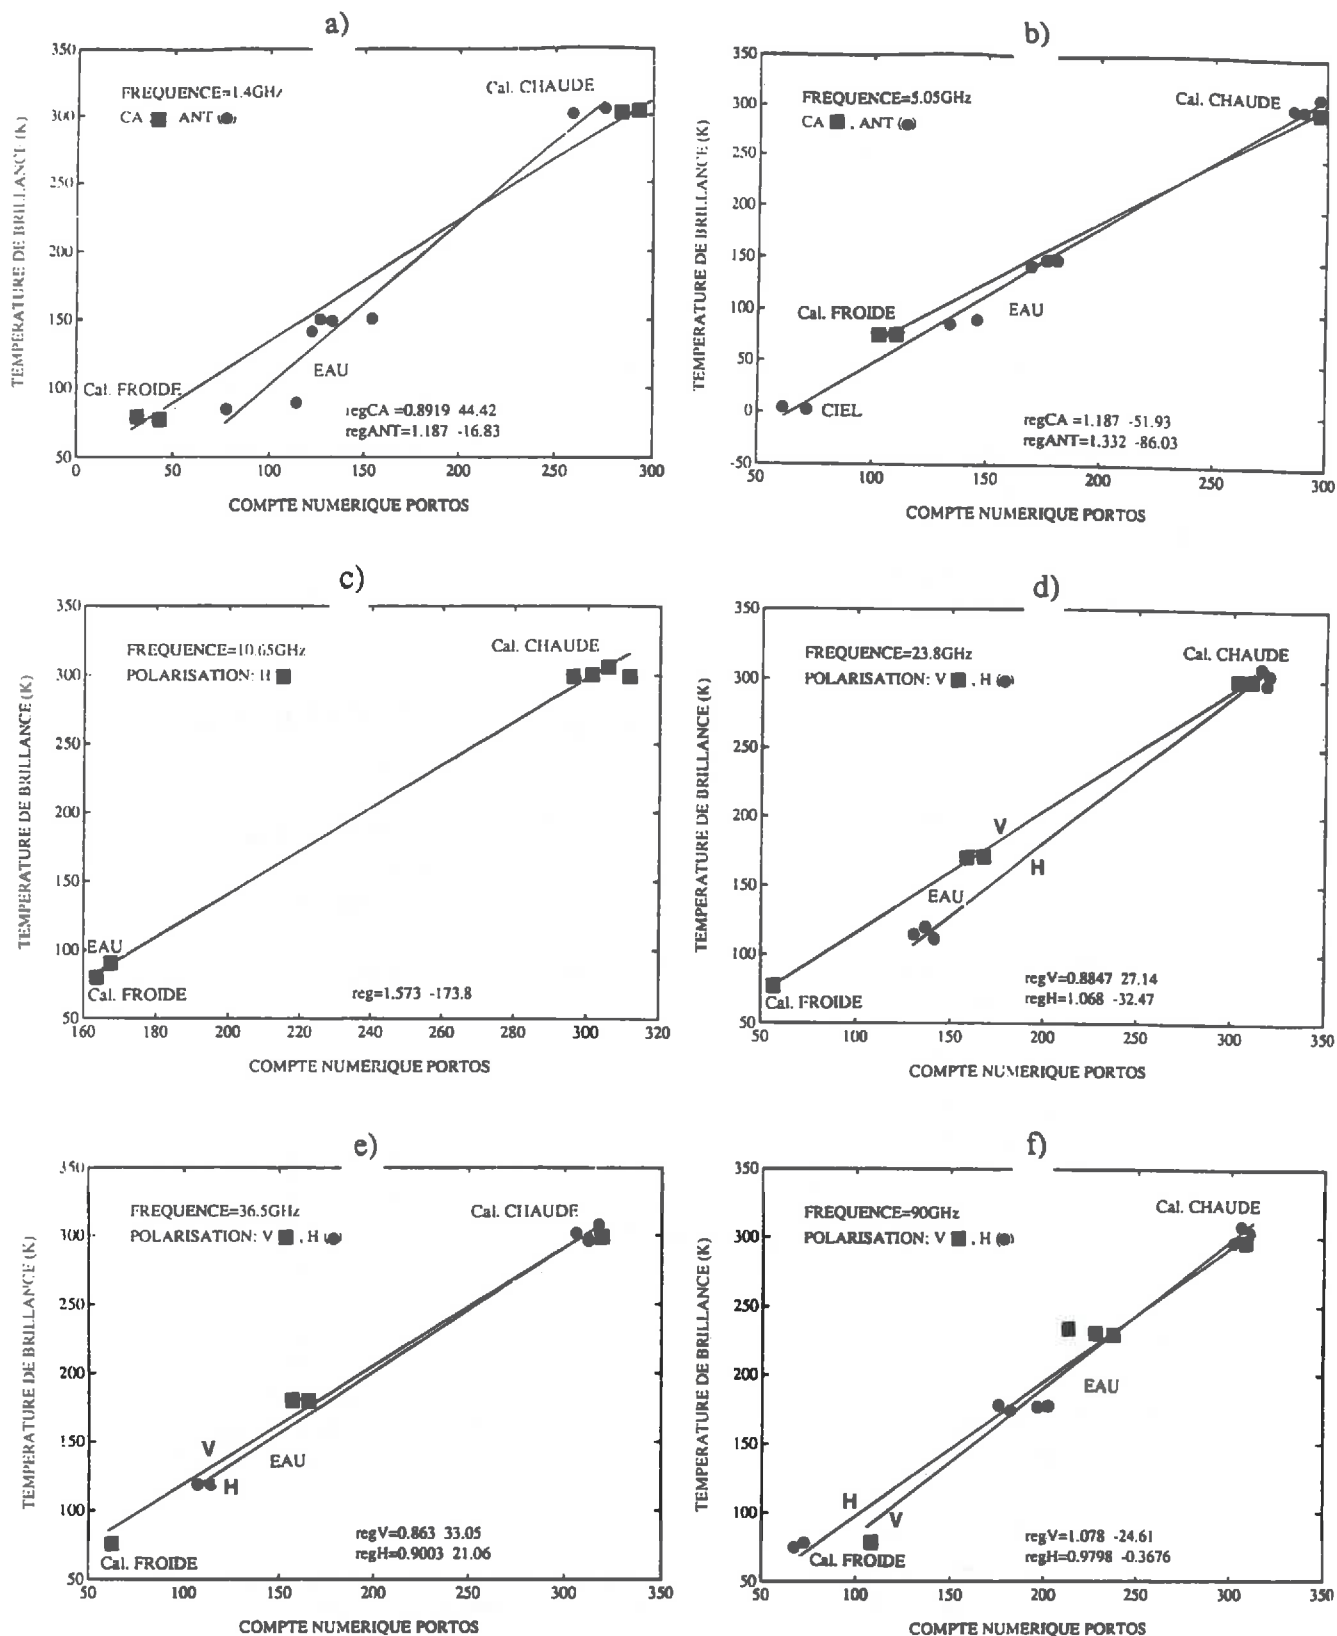 a)
350
300
250
200
150
100
50
0
50
100
150
200
250
300
FREQUENCE=1.4GHz
CA , ANT
Cal. CHAUDE
EAU
Cal. FROIDE
regCA =0.8919 44.42
regANT=1.187 -16.83
TEMPERATURE DE BRILLANCE (K)
COMPTE NUMERIQUE PORTOS
b)
350
300
250
200
150
100
50
0
-50
50
100
150
200
250
300
FREQUENCE=5.05GHz
CA , ANT
Cal. CHAUDE
Cal. FROIDE
EAU
CIEL
regCA =1.187 -51.93
regANT=1.332 -86.03
TEMPERATURE DE BRILLANCE (K)
COMPTE NUMERIQUE PORTOS
c)
350
300
250
200
150
100
50
160
180
200
220
240
260
280
300
320
FREQUENCE=10.65GHz
POLARISATION: H
Cal. CHAUDE
EAU
Cal. FROIDE
reg=1.573 -173.8
TEMPERATURE DE BRILLANCE (K)
COMPTE NUMERIQUE PORTOS
d)
350
300
250
200
150
100
50
50
100
150
200
250
300
350
FREQUENCE=23.8GHz
POLARISATION: V , H
Cal. CHAUDE
V
H
EAU
Cal. FROIDE
regV=0.8847 27.14
regH=1.068 -32.47
TEMPERATURE DE BRILLANCE (K)
COMPTE NUMERIQUE PORTOS
e)
350
300
250
200
150
100
50
50
100
150
200
250
300
350
FREQUENCE=36.5GHz
POLARISATION: V , H
Cal. CHAUDE
V
EAU
H
Cal. FROIDE
regV=0.863 33.05
regH=0.9003 21.06
TEMPERATURE DE BRILLANCE (K)
COMPTE NUMERIQUE PORTOS
f)
350
300
250
200
150
100
50
50
100
150
200
250
300
350
FREQUENCE=90GHz
POLARISATION: V , H
Cal. CHAUDE
EAU
H
V
Cal. FROIDE
regV=1.078 -24.61
regH=0.9798 -0.3676
TEMPERATURE DE BRILLANCE (K)
COMPTE NUMERIQUE PORTOS